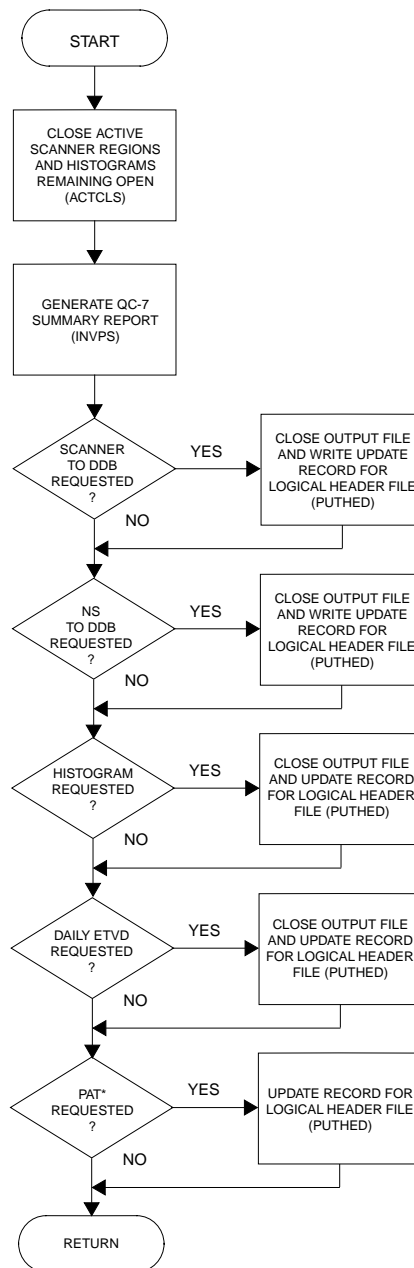 START
CLOSE ACTIVE
SCANNER REGIONS
AND HISTOGRAMS
REMAINING OPEN
(ACTCLS)
GENERATE QC-7
SUMMARY REPORT
(INVPS)
SCANNER
TO DDB
REQUESTED
?
YES
CLOSE OUTPUT FILE
AND WRITE UPDATE
RECORD FOR
LOGICAL HEADER FILE
(PUTHED)
NO
NS
TO DDB
REQUESTED
?
YES
CLOSE OUTPUT FILE
AND WRITE UPDATE
RECORD FOR
LOGICAL HEADER FILE
(PUTHED)
NO
HISTOGRAM
REQUESTED
?
YES
CLOSE OUTPUT FILE
AND UPDATE RECORD
FOR LOGICAL HEADER
FILE (PUTHED)
NO
DAILY ETVD
REQUESTED
?
YES
CLOSE OUTPUT FILE
AND UPDATE RECORD
FOR LOGICAL HEADER
FILE (PUTHED)
NO
PAT*
REQUESTED
?
YES
UPDATE RECORD FOR
LOGICAL HEADER FILE
(PUTHED)
NO
RETURN